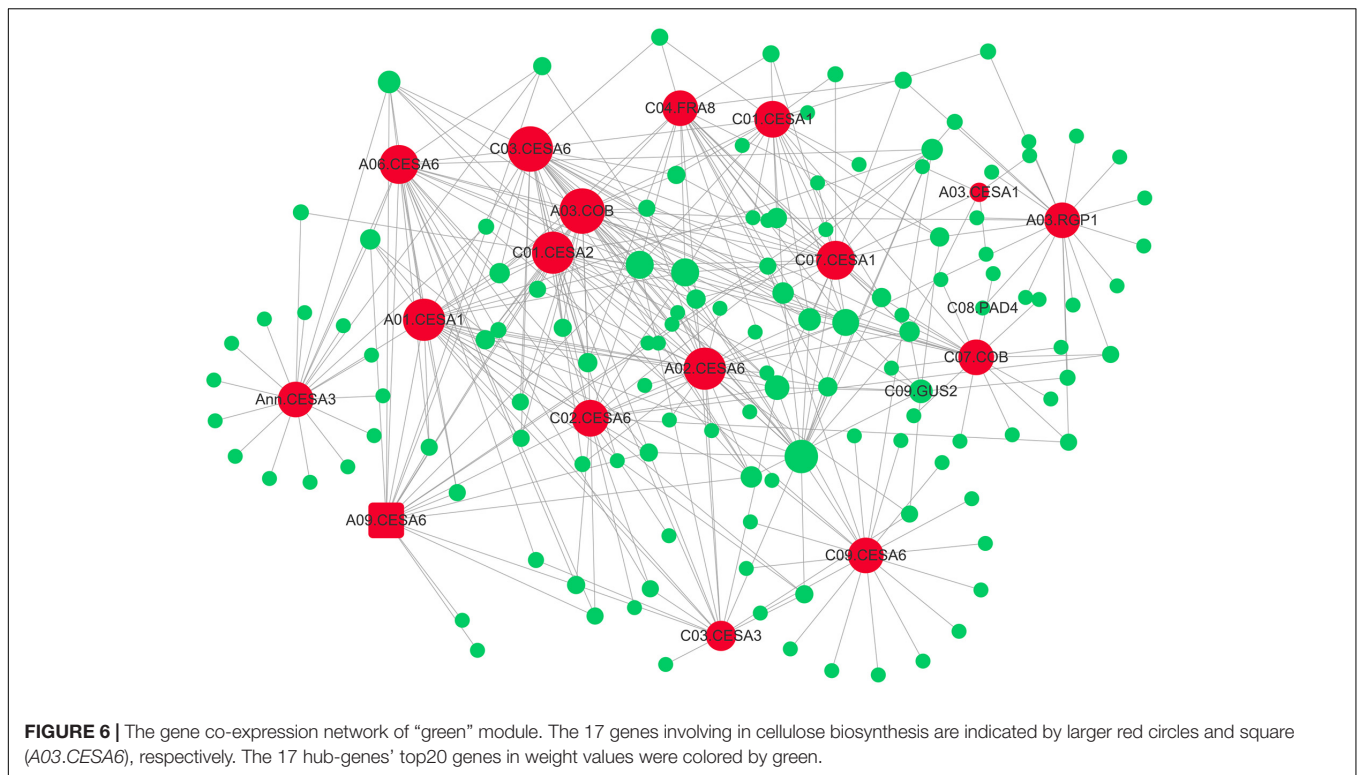 C04.FRA8
C01.CESA1
C03.CESA6
A06.CESA6
A03.CESA1
A03.COB
A03.RGP1
C01.CESA2
C07.CESA1
C08.PAD4
A01.CESA1
C07.COB
A02.CESA6
C09.GUS2
Ann.CESA3
C02.CESA6
A09.CESA6
C09.CESA6
C03.CESA3
FIGURE 6 | The gene co-expression network of “green” module. The 17 genes involving in cellulose biosynthesis are indicated by larger red circles and square
(A03.CESA6), respectively. The 17 hub-genes’ top20 genes in weight values were colored by green.